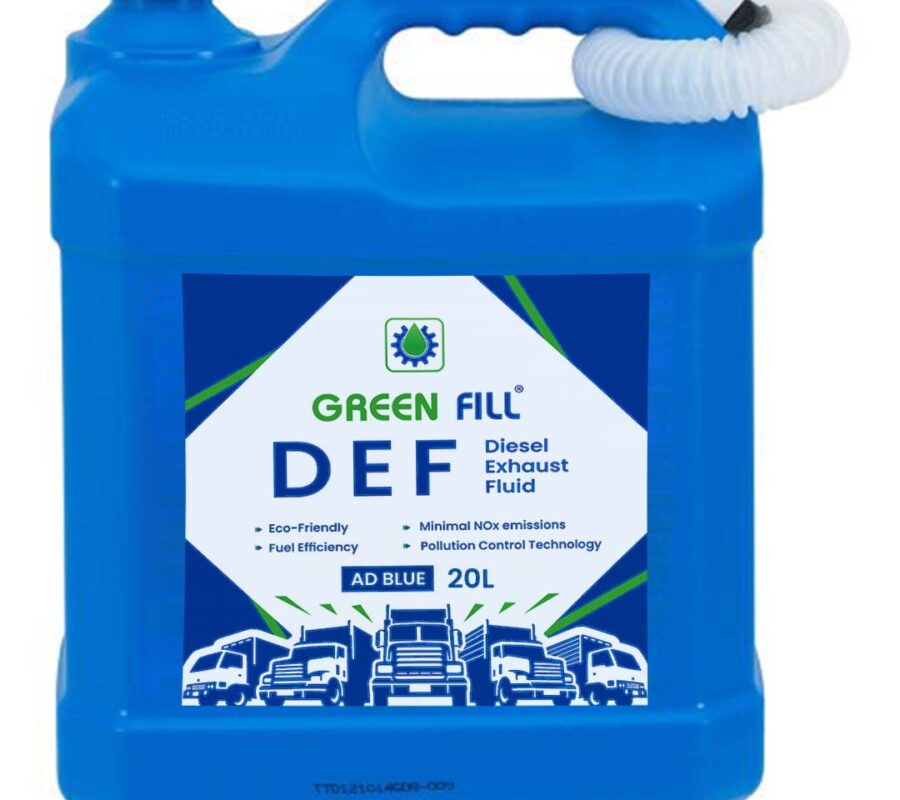 GREEN FILL®
DEF
Diesel
Exhaust
Fluid
Eco-Friendly
Minimal NOx emissions
Fuel Efficiency
Pollution Control Technology
AD BLUE 20L